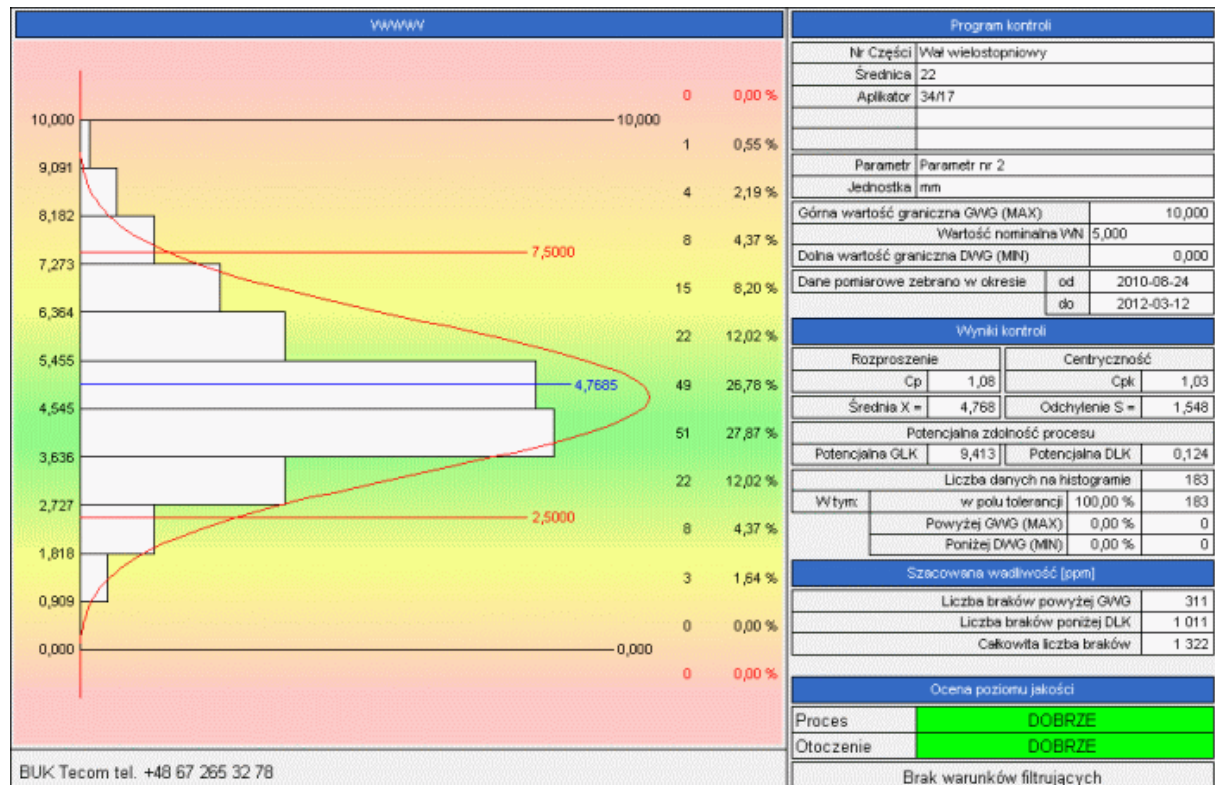 VWWWV
0 0,00 %
10,000 10,000
1 0,55 %
9,091
4 2,19 %
8,182
8 4,37 %
7,5000
7,273
15 8,20 %
6,364
22 12,02 %
5,455
4,7685 49 26,78 %
4,545
51 27,87 %
3,636
22 12,02 %
2,727
2,5000
8 4,37 %
1,818
3 1,64 %
0,909
0 0,00 %
0,000 0,000
0 0,00 %
BUK Tecom tel. +48 67 265 32 78
Program kontroli
Nr Części Wał wielostopniowy
Średnica 22
Aplikator 34/17
Parametr Parametr nr 2
Jednostka mm
Górna wartość graniczna GWG (MAX) 10,000
Wartość nominalna WN 5,000
Dolna wartość graniczna DWG (MIN) 0,000
Dane pomiarowe zebrano w okresie od 2010-08-24
do 2012-03-12
Wyniki kontroli
Rozproszenie Centryczność
Cp 1,08 Cpk 1,03
Średnia X = 4,768 Odchylenie S = 1,548
Potencjalna zdolność procesu
Potencjalna GLK 9,413 Potencjalna DLK 0,124
Liczba danych na histogramie 183
W tym: w polu tolerancji 100,00 % 183
Powyżej GWG (MAX) 0,00 % 0
Poniżej DWG (MIN) 0,00 % 0
Szacowana wadliwość [ppm]
Liczba braków powyżej GWG 311
Liczba braków poniżej DLK 1 011
Całkowita liczba braków 1 322
Ocena poziomu jakości
Proces DOBRZE
Otoczenie DOBRZE
Brak warunków filtrujących